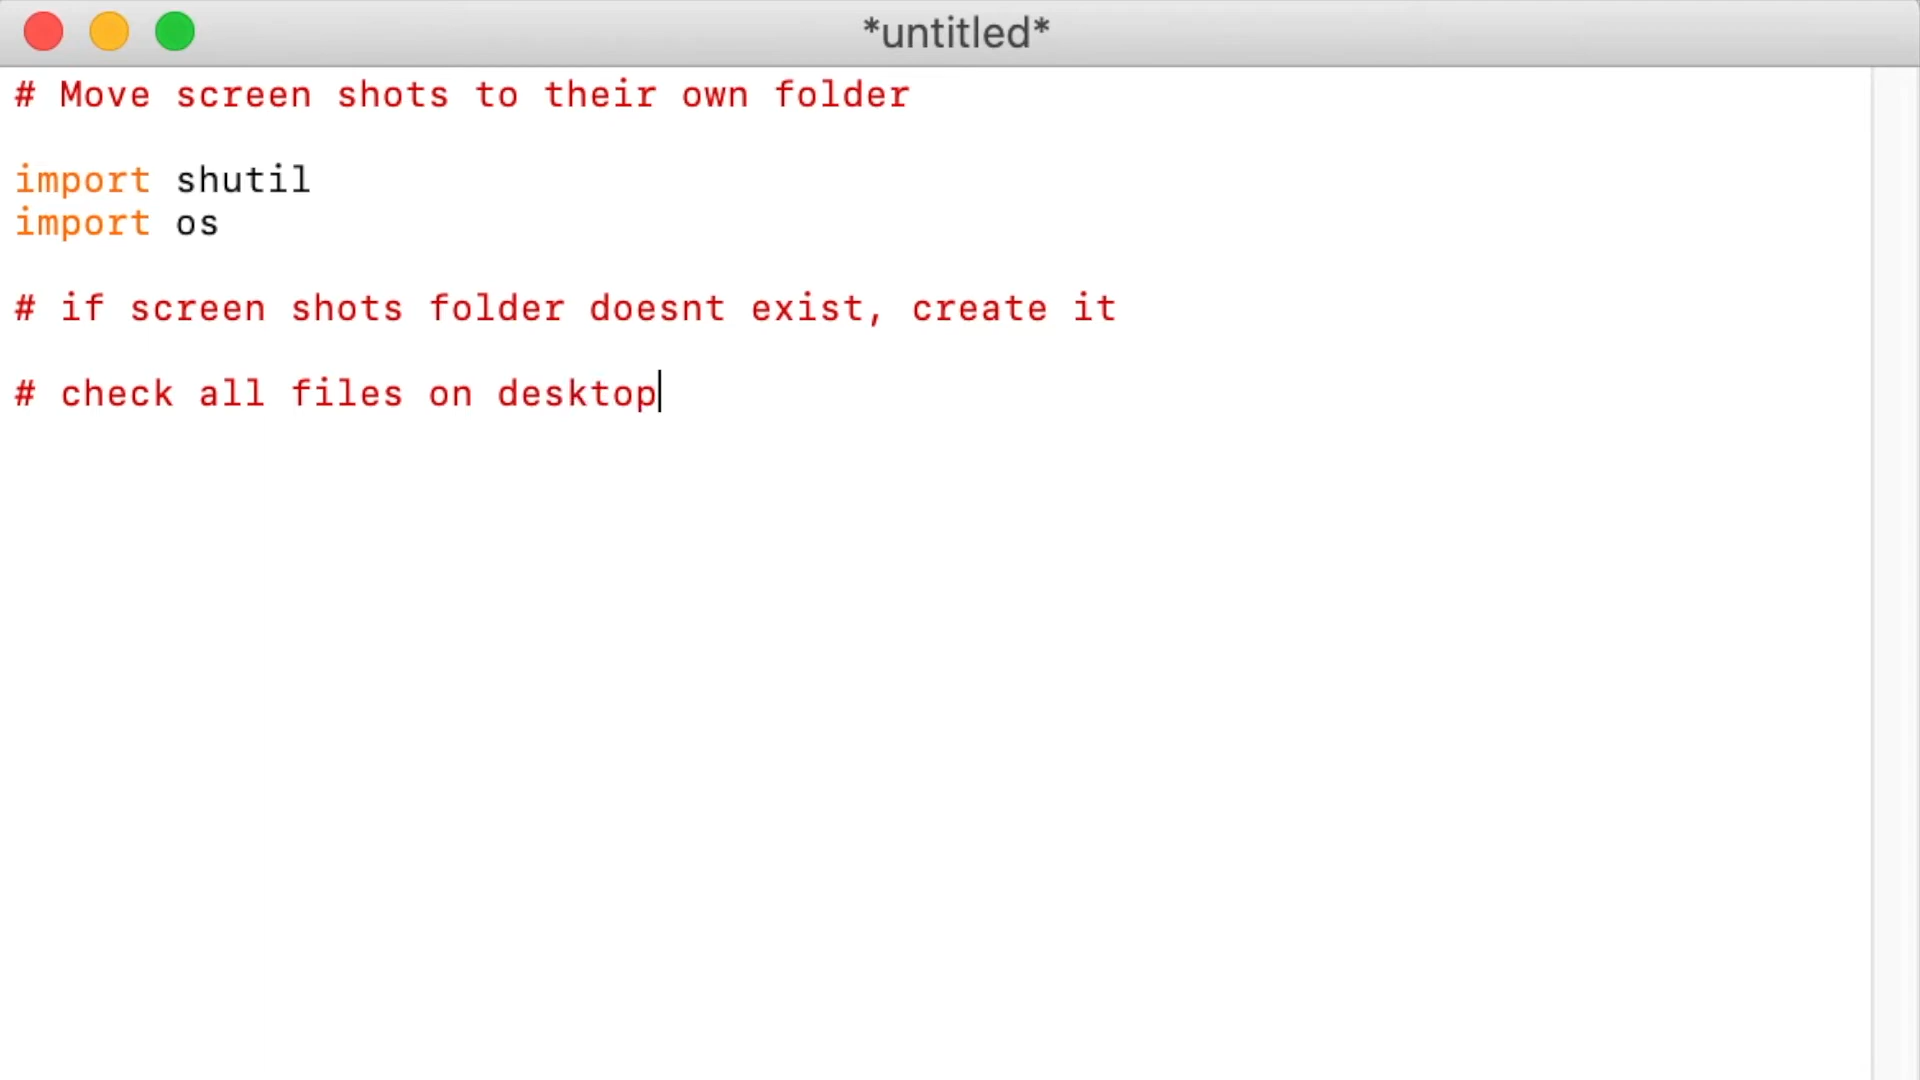 *untitled*
# Move screen shots to their own folder
import shutil
import os
# if screen shots folder doesnt exist, create it
# check all files on desktop